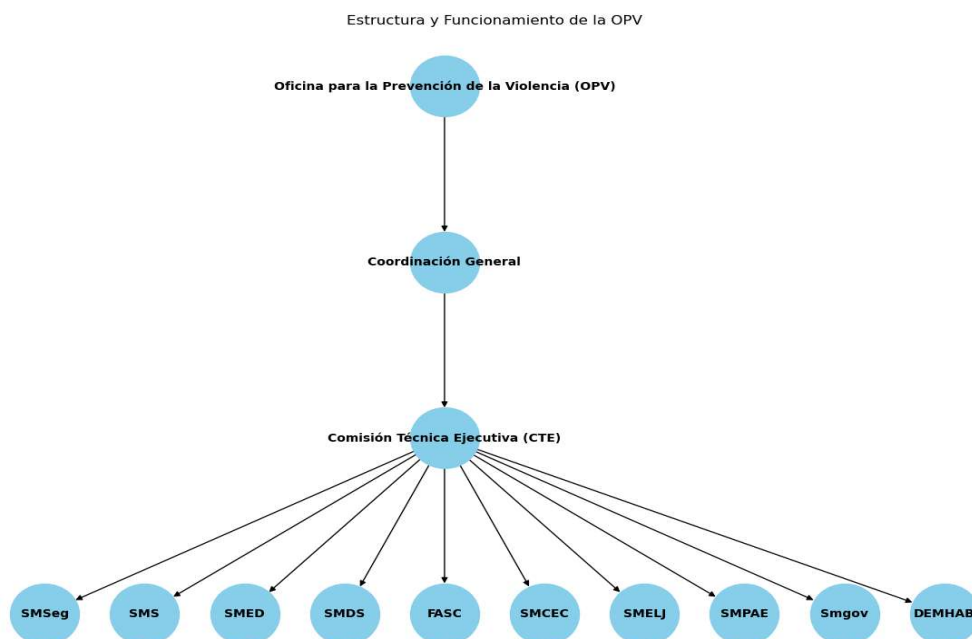 Estructura y Funcionamiento de la OPV
Oficina para la Prevención de la Violencia (OPV)
Coordinación General
Comisión Técnica Ejecutiva (CTE)
SMSeg SMS SMED SMDS FASC SMCEC SMELJ SMPAE Smgov DEMHAB